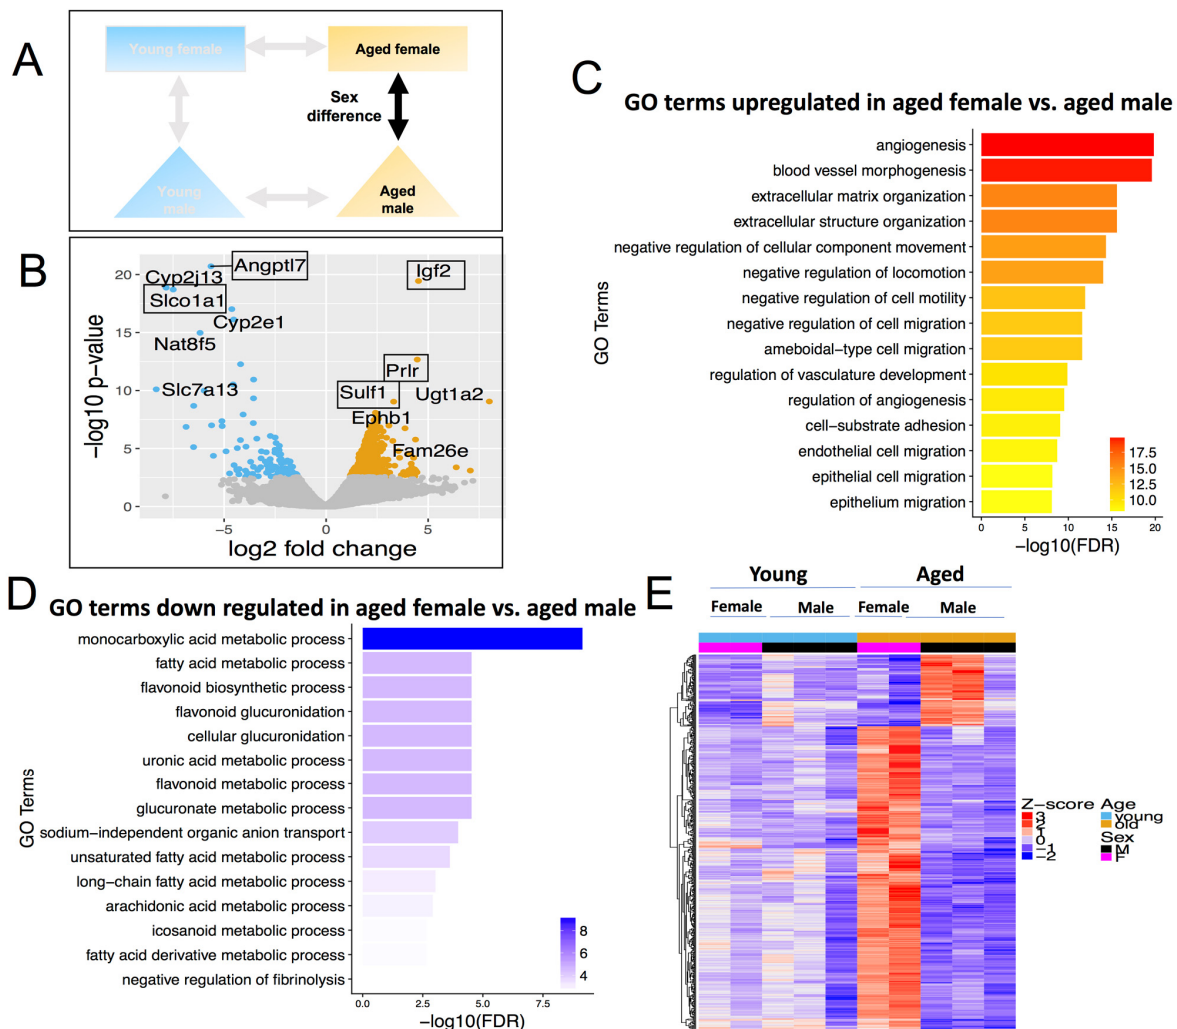 A
Young female
Aged female
Sex
difference
Young
male
Aged
male
B
Cyp2j13
Angptl7
Igf2
Slco1a1
Cyp2e1
Nat8f5
Prlr
Slc7a13
Sulf1
Ugt1a2
Ephb1
Fam26e
−log10 p−value
20
15
10
5
0
−5
0
5
log2 fold change
C
GO terms upregulated in aged female vs. aged male
GO Terms
angiogenesis
blood vessel morphogenesis
extracellular matrix organization
extracellular structure organization
negative regulation of cellular component movement
negative regulation of locomotion
negative regulation of cell motility
negative regulation of cell migration
ameboidal−type cell migration
regulation of vasculature development
regulation of angiogenesis
cell−substrate adhesion
endothelial cell migration
epithelial cell migration
epithelium migration
17.5
15.0
12.5
10.0
0
5
10
15
20
−log10(FDR)
D
GO terms down regulated in aged female vs. aged male
GO Terms
monocarboxylic acid metabolic process
fatty acid metabolic process
flavonoid biosynthetic process
flavonoid glucuronidation
cellular glucuronidation
uronic acid metabolic process
flavonoid metabolic process
glucuronate metabolic process
sodium−independent organic anion transport
unsaturated fatty acid metabolic process
long−chain fatty acid metabolic process
arachidonic acid metabolic process
icosanoid metabolic process
fatty acid derivative metabolic process
negative regulation of fibrinolysis
8
6
4
0.0
2.5
5.0
7.5
−log10(FDR)
E
Young
Aged
Female
Male
Female
Male
Z−score
3
2
1
0
−1
−2
Age
young
old
Sex
M
F